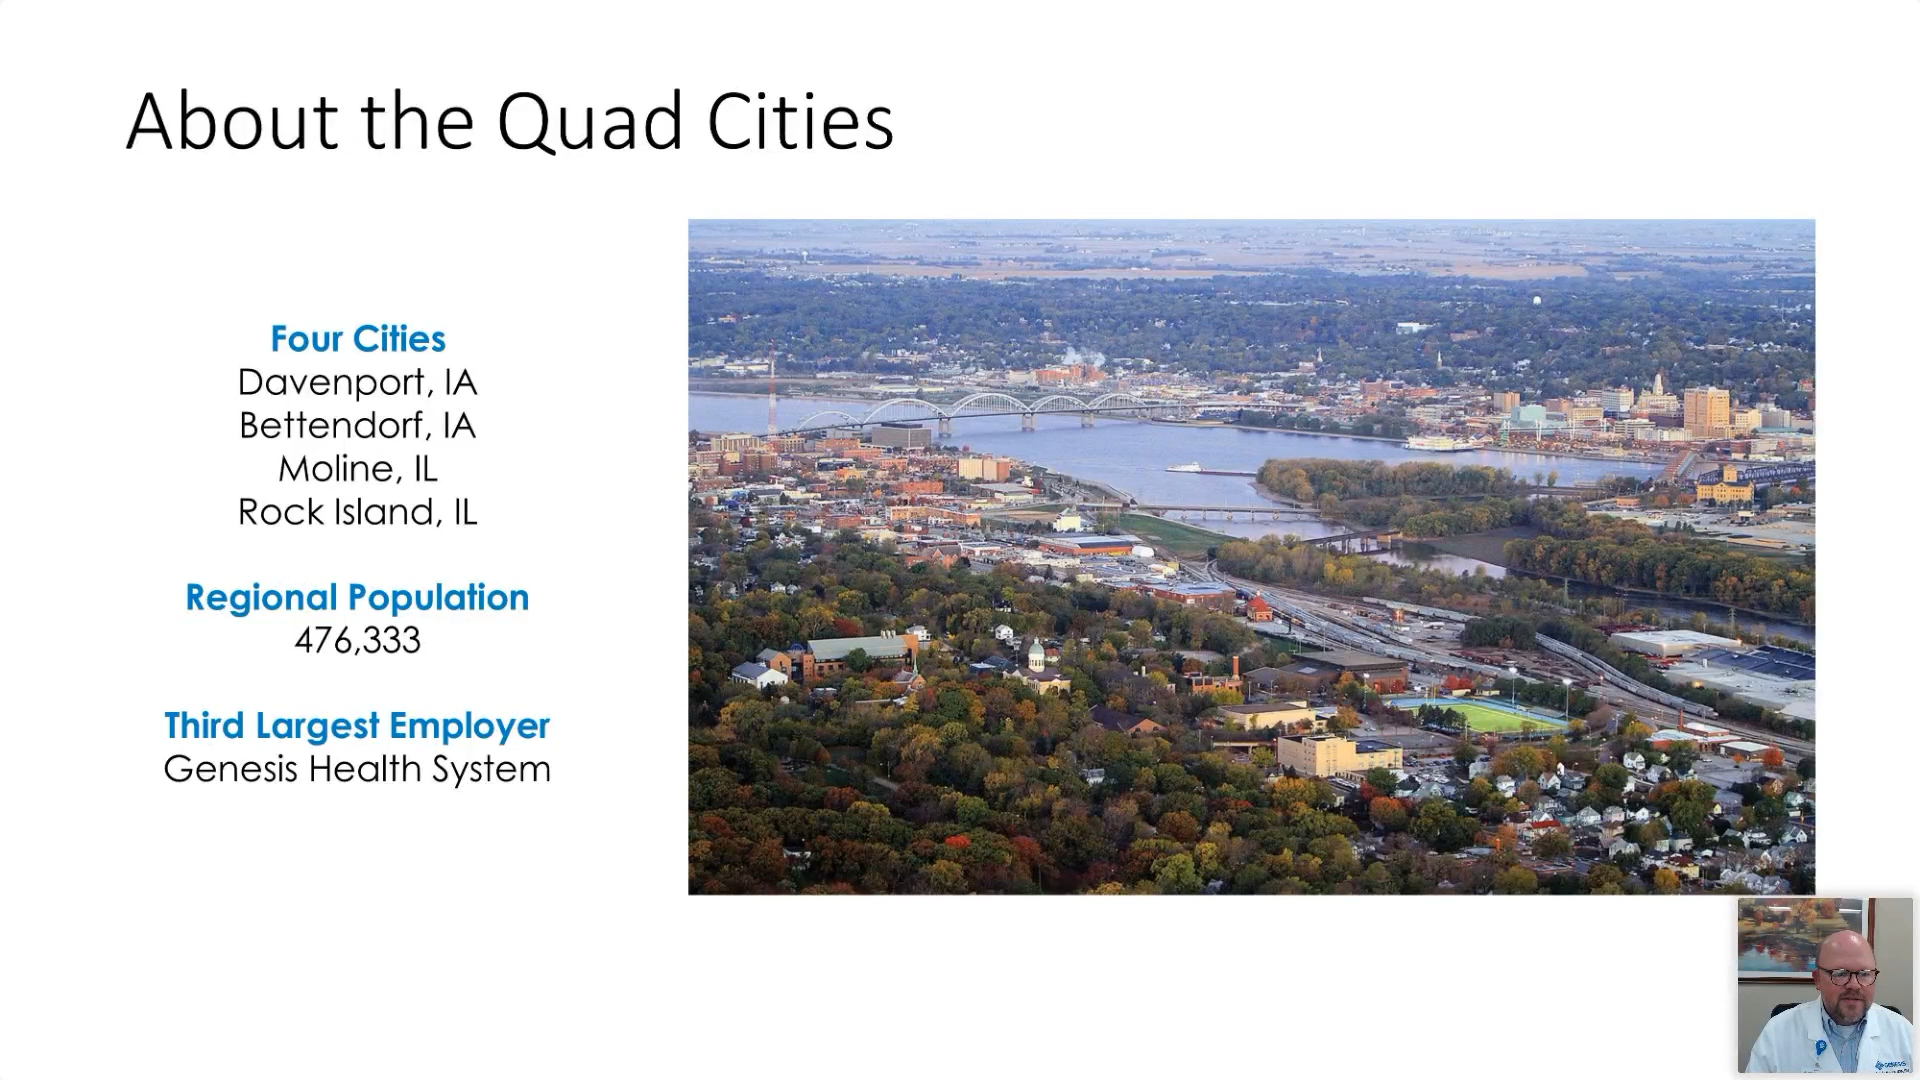 About the Quad Cities
Four Cities
Davenport, IA
Bettendorf, IA
Moline, IL
Rock Island, IL
Regional Population
476,333
Third Largest Employer
Genesis Health System
GENESIS